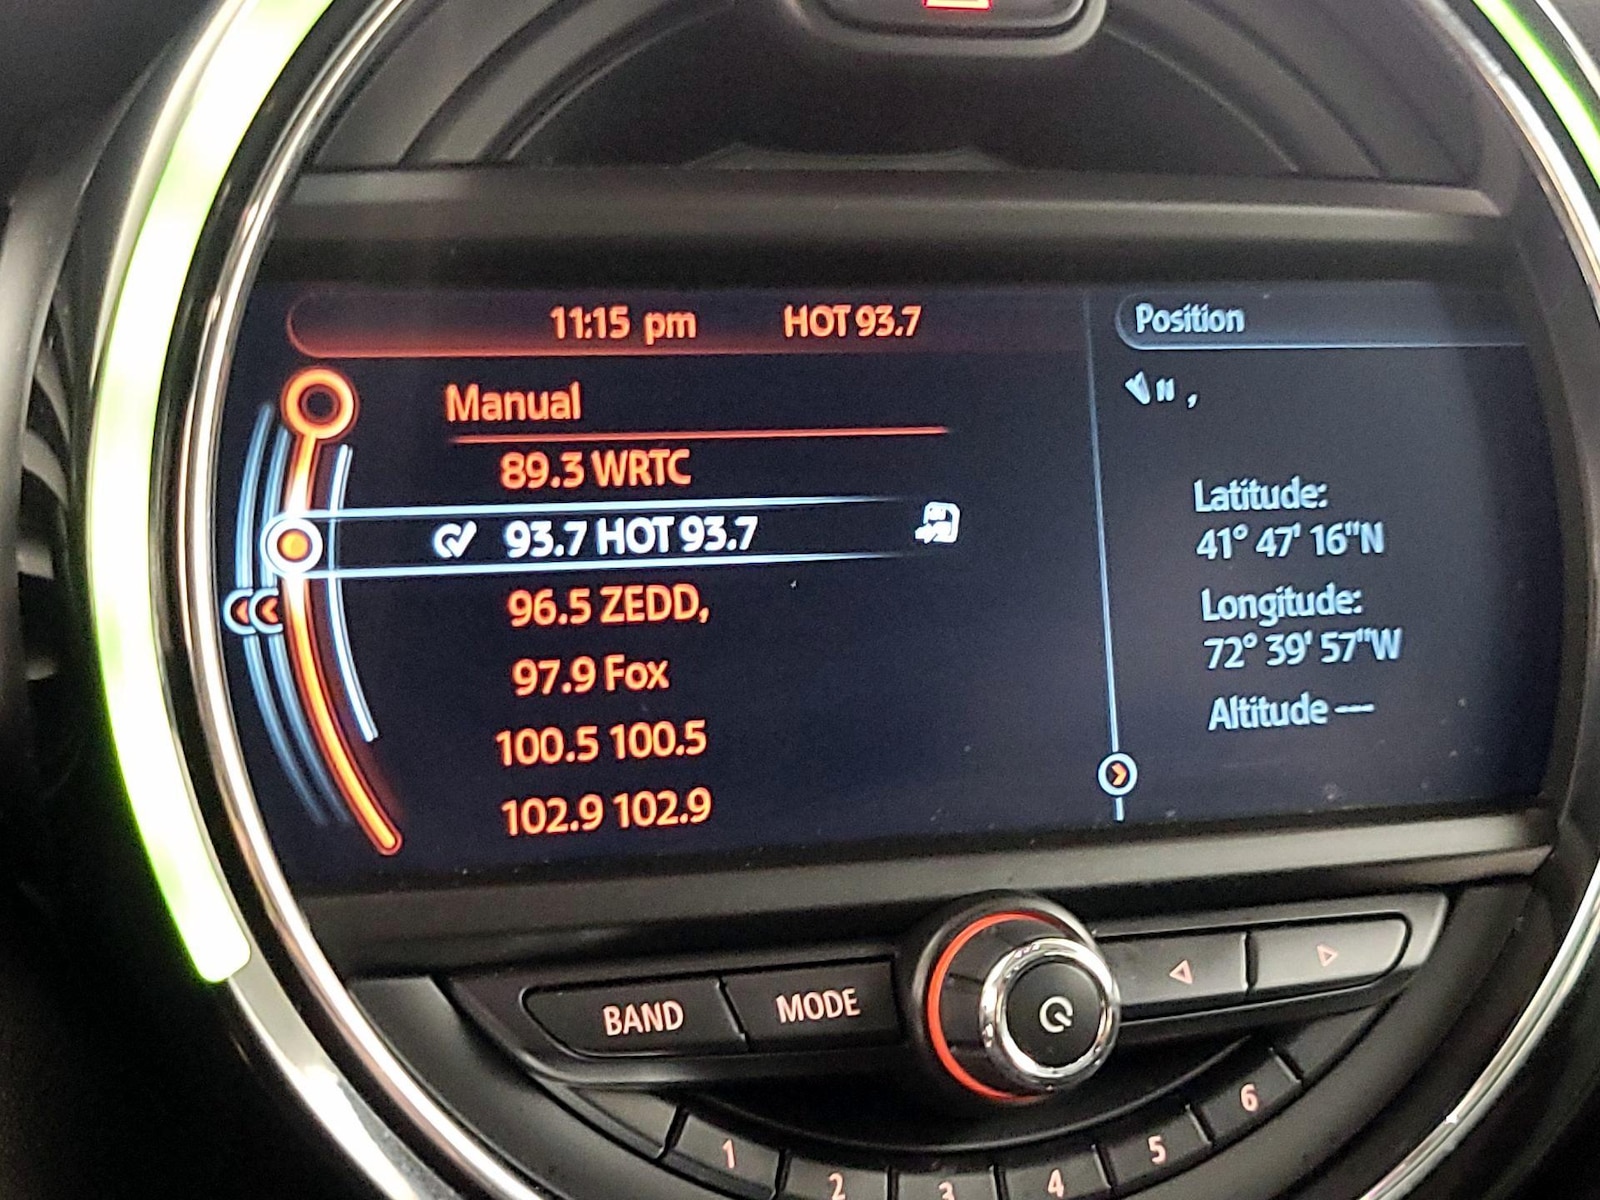 11:15 pm HOT 93.7
Manual
89.3 WRTC
93.7 HOT 93.7
96.5 ZEDD,
97.9 Fox
100.5 100.5
102.9 102.9
Position
,
Latitude:
41° 47' 16"N
Longitude:
72° 39' 57"W
Altitude ---
BAND
MODE
1
2
3
4
5
6